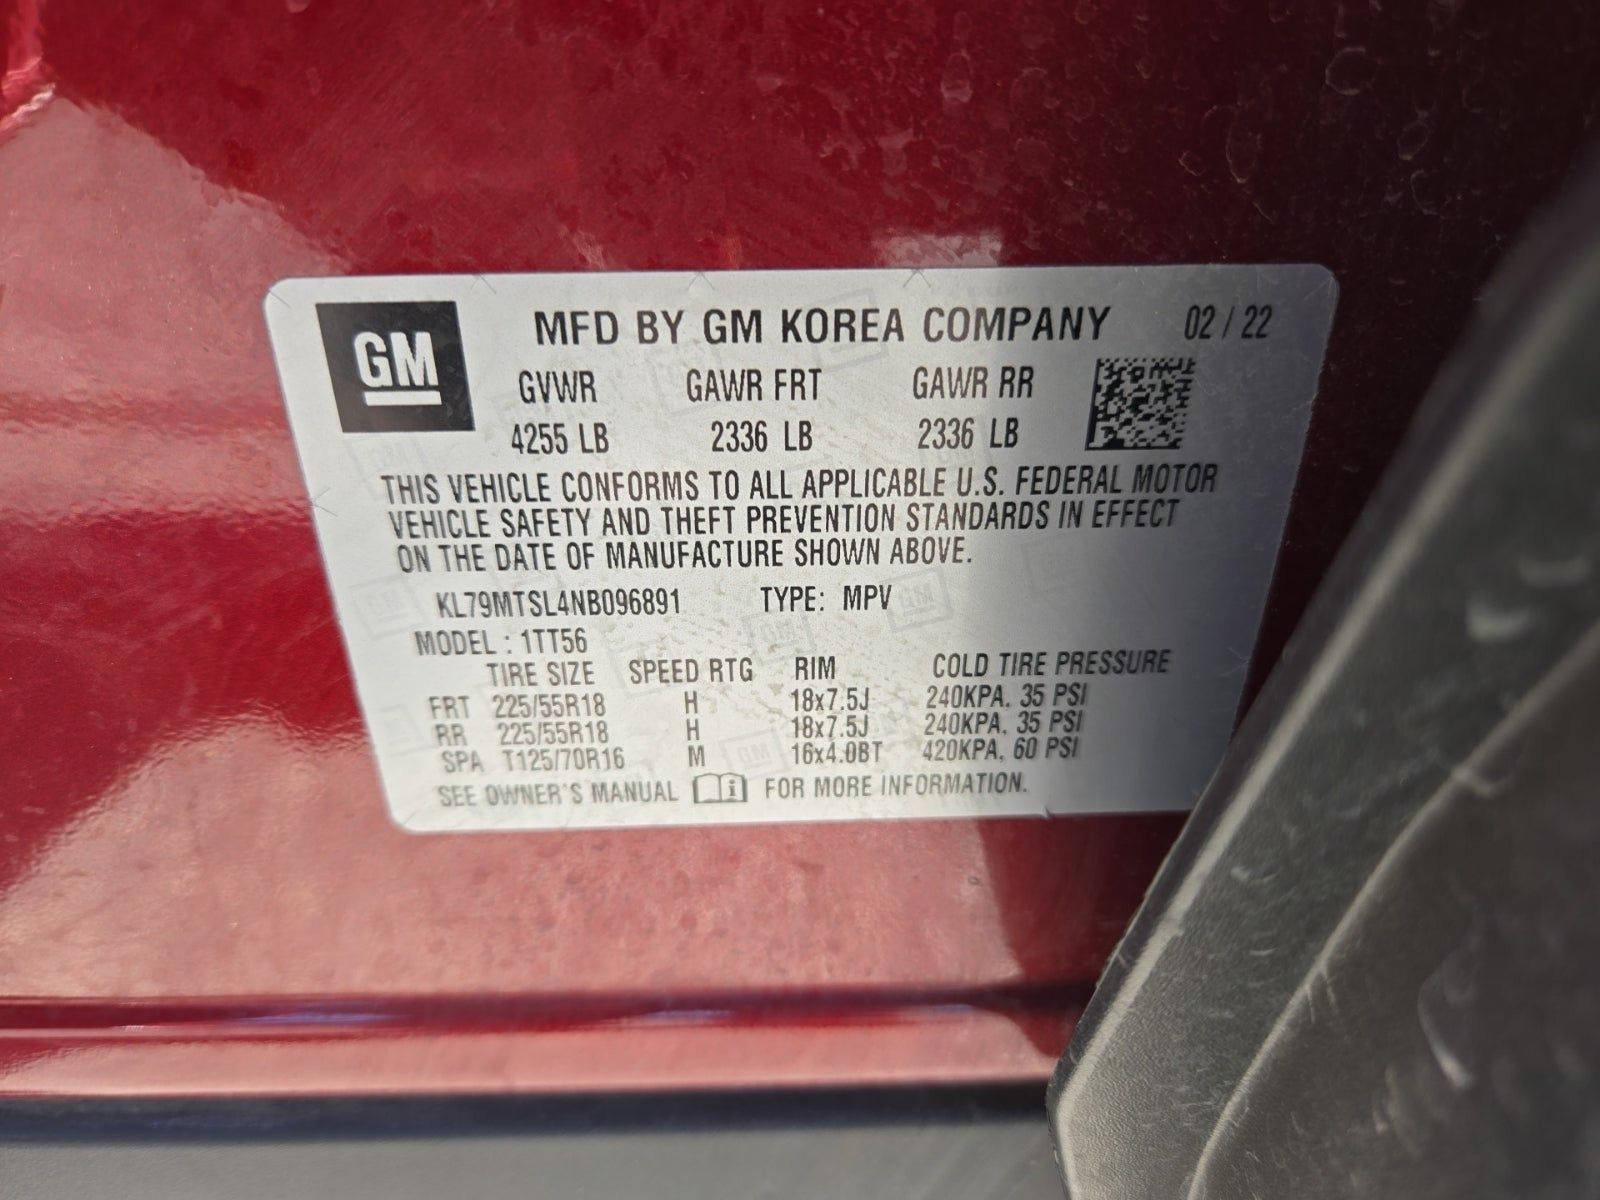 GM
MFD BY GM KOREA COMPANY 02 / 22
GVWR GAWR FRT GAWR RR
4255 LB 2336 LB 2336 LB
THIS VEHICLE CONFORMS TO ALL APPLICABLE U.S. FEDERAL MOTOR
VEHICLE SAFETY AND THEFT PREVENTION STANDARDS IN EFFECT
ON THE DATE OF MANUFACTURE SHOWN ABOVE.
KL79MTSL4NB096891 TYPE: MPV
MODEL : 1TT56
TIRE SIZE SPEED RTG RIM COLD TIRE PRESSURE
FRT 225/55R18 H 18x7.5J 240KPA. 35 PSI
RR 225/55R18 H 18x7.5J 240KPA, 35 PSI
SPA T125/70R16 M 16x4.0BT 420KPA, 60 PSI
SEE OWNER'S MANUAL i FOR MORE INFORMATION.